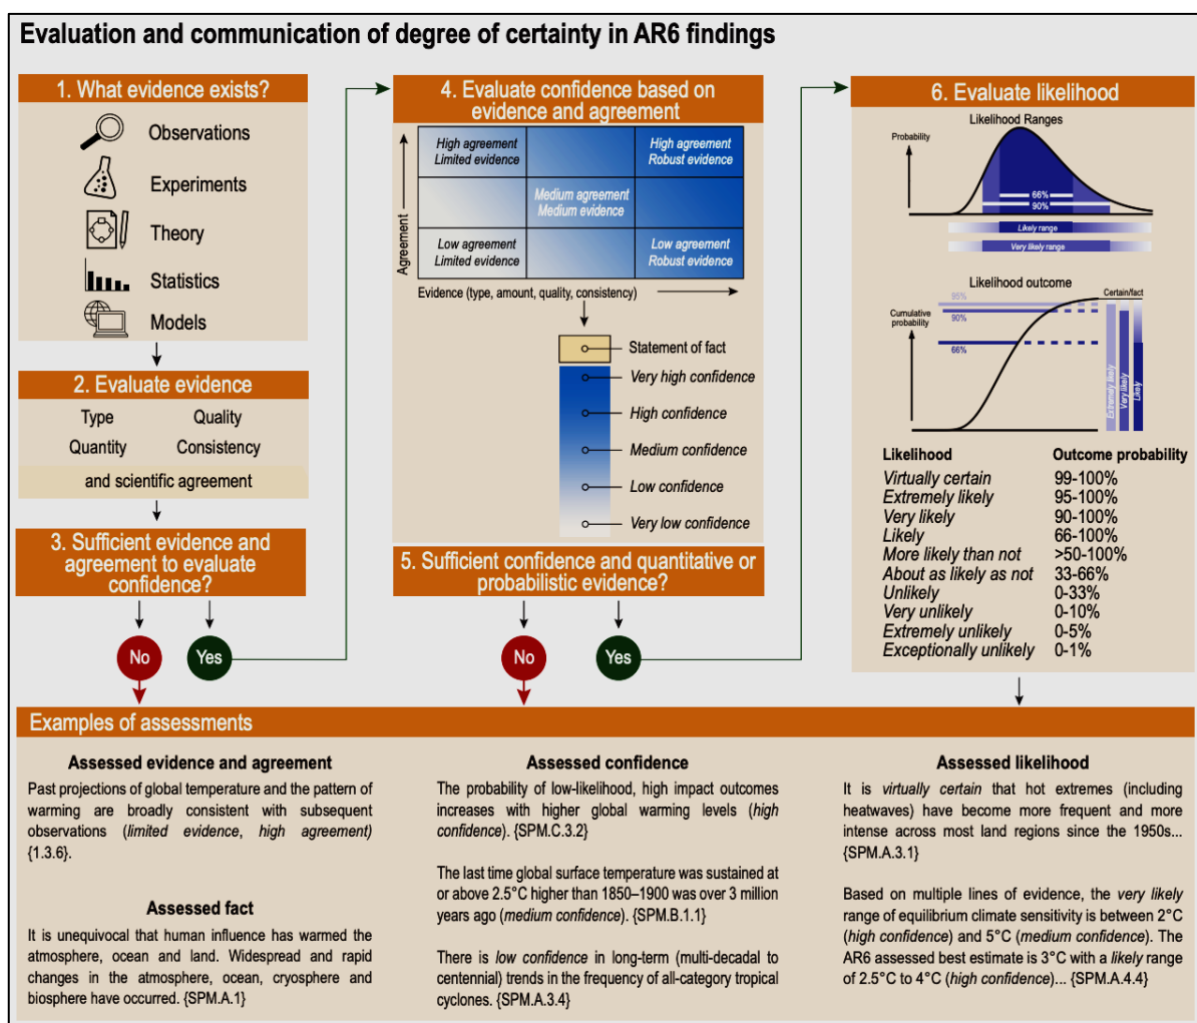 Evaluation and communication of degree of certainty in AR6 findings
1. What evidence exists?
Observations
Experiments
Theory
Statistics
Models
2. Evaluate evidence
Type
Quality
Quantity
Consistency
and scientific agreement
3. Sufficient evidence and
agreement to evaluate
confidence?
No
Yes
4. Evaluate confidence based on
evidence and agreement
Agreement
High agreement
Limited evidence
High agreement
Robust evidence
Medium agreement
Medium evidence
Low agreement
Limited evidence
Low agreement
Robust evidence
Evidence (type, amount, quality, consistency)
Statement of fact
Very high confidence
High confidence
Medium confidence
Low confidence
Very low confidence
5. Sufficient confidence and quantitative or
probabilistic evidence?
No
Yes
6. Evaluate likelihood
Likelihood Ranges
Probability
66%
90%
Likely range
Very likely range
Likelihood outcome
Cumulative
probability
95%
90%
66%
Certain/fact
Extremely likely
Very likely
Likely
Likelihood Outcome probability
Virtually certain 99-100%
Extremely likely 95-100%
Very likely 90-100%
Likely 66-100%
More likely than not >50-100%
About as likely as not 33-66%
Unlikely 0-33%
Very unlikely 0-10%
Extremely unlikely 0-5%
Exceptionally unlikely 0-1%
Examples of assessments
Assessed evidence and agreement
Past projections of global temperature and the pattern of
warming are broadly consistent with subsequent
observations (limited evidence, high agreement)
{1.3.6}.
Assessed fact
It is unequivocal that human influence has warmed the
atmosphere, ocean and land. Widespread and rapid
changes in the atmosphere, ocean, cryosphere and
biosphere have occurred. {SPM.A.1}
Assessed confidence
The probability of low-likelihood, high impact outcomes
increases with higher global warming levels (high
confidence). {SPM.C.3.2}
The last time global surface temperature was sustained at
or above 2.5°C higher than 1850–1900 was over 3 million
years ago (medium confidence). {SPM.B.1.1}
There is low confidence in long-term (multi-decadal to
centennial) trends in the frequency of all-category tropical
cyclones. {SPM.A.3.4}
Assessed likelihood
It is virtually certain that hot extremes (including
heatwaves) have become more frequent and more
intense across most land regions since the 1950s...
{SPM.A.3.1}
Based on multiple lines of evidence, the very likely
range of equilibrium climate sensitivity is between 2°C
(high confidence) and 5°C (medium confidence). The
AR6 assessed best estimate is 3°C with a likely range
of 2.5°C to 4°C (high confidence)... {SPM.A.4.4}